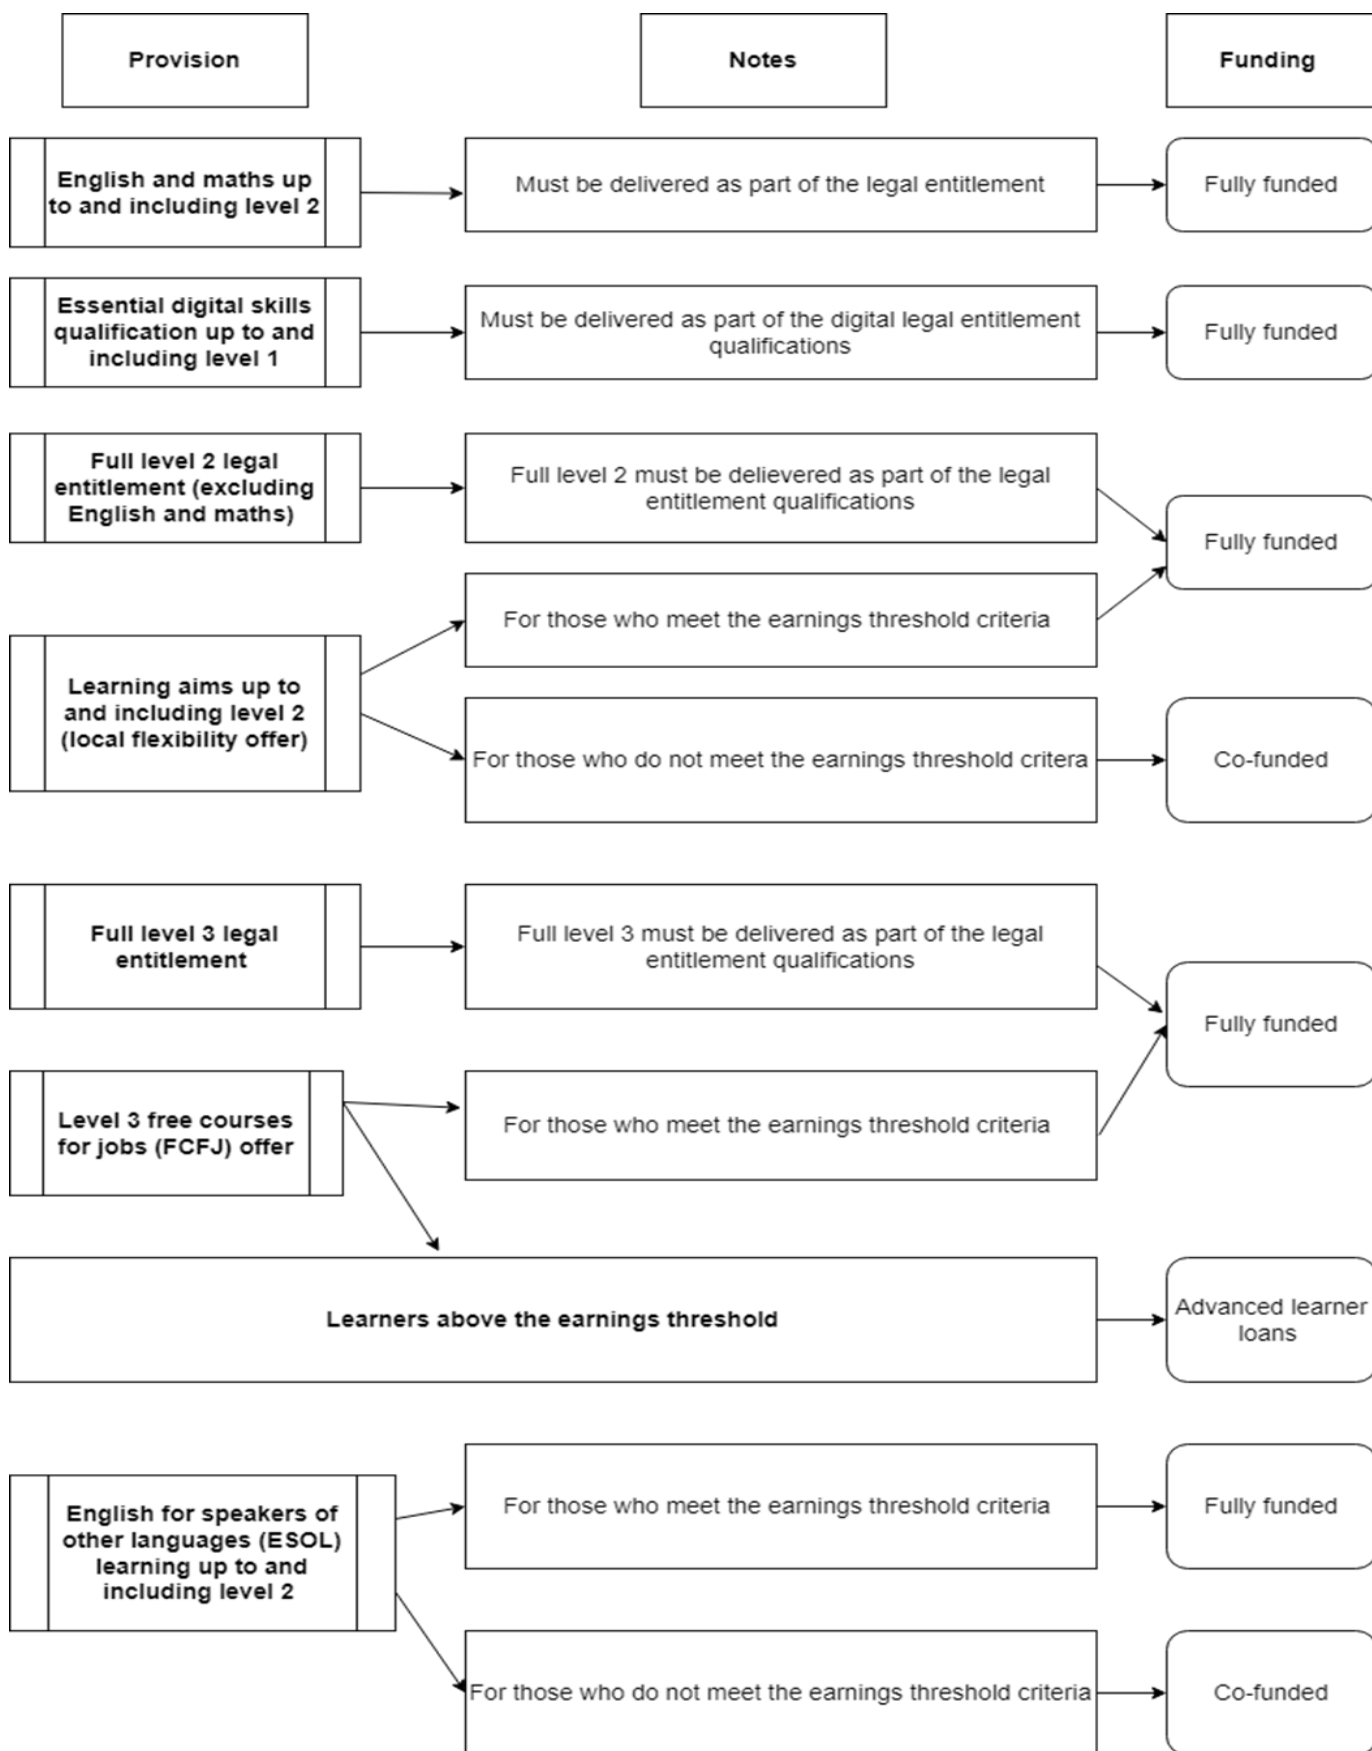 Provision
Notes
Funding
English and maths up
to and including level 2
Must be delivered as part of the legal entitlement
Fully funded
Essential digital skills
qualification up to and
including level 1
Must be delivered as part of the digital legal entitlement
qualifications
Fully funded
Full level 2 legal
entitlement (excluding
English and maths)
Full level 2 must be delievered as part of the legal
entitlement qualifications
Fully funded
Learning aims up to
and including level 2
(local flexibility offer)
For those who meet the earnings threshold criteria
For those who do not meet the earnings threshold critera
Co-funded
Full level 3 legal
entitlement
Full level 3 must be delivered as part of the legal
entitlement qualifications
Fully funded
Level 3 free courses
for jobs (FCFJ) offer
For those who meet the earnings threshold criteria
Learners above the earnings threshold
Advanced learner
loans
English for speakers of
other languages (ESOL)
learning up to and
including level 2
For those who meet the earnings threshold criteria
Fully funded
For those who do not meet the earnings threshold criteria
Co-funded